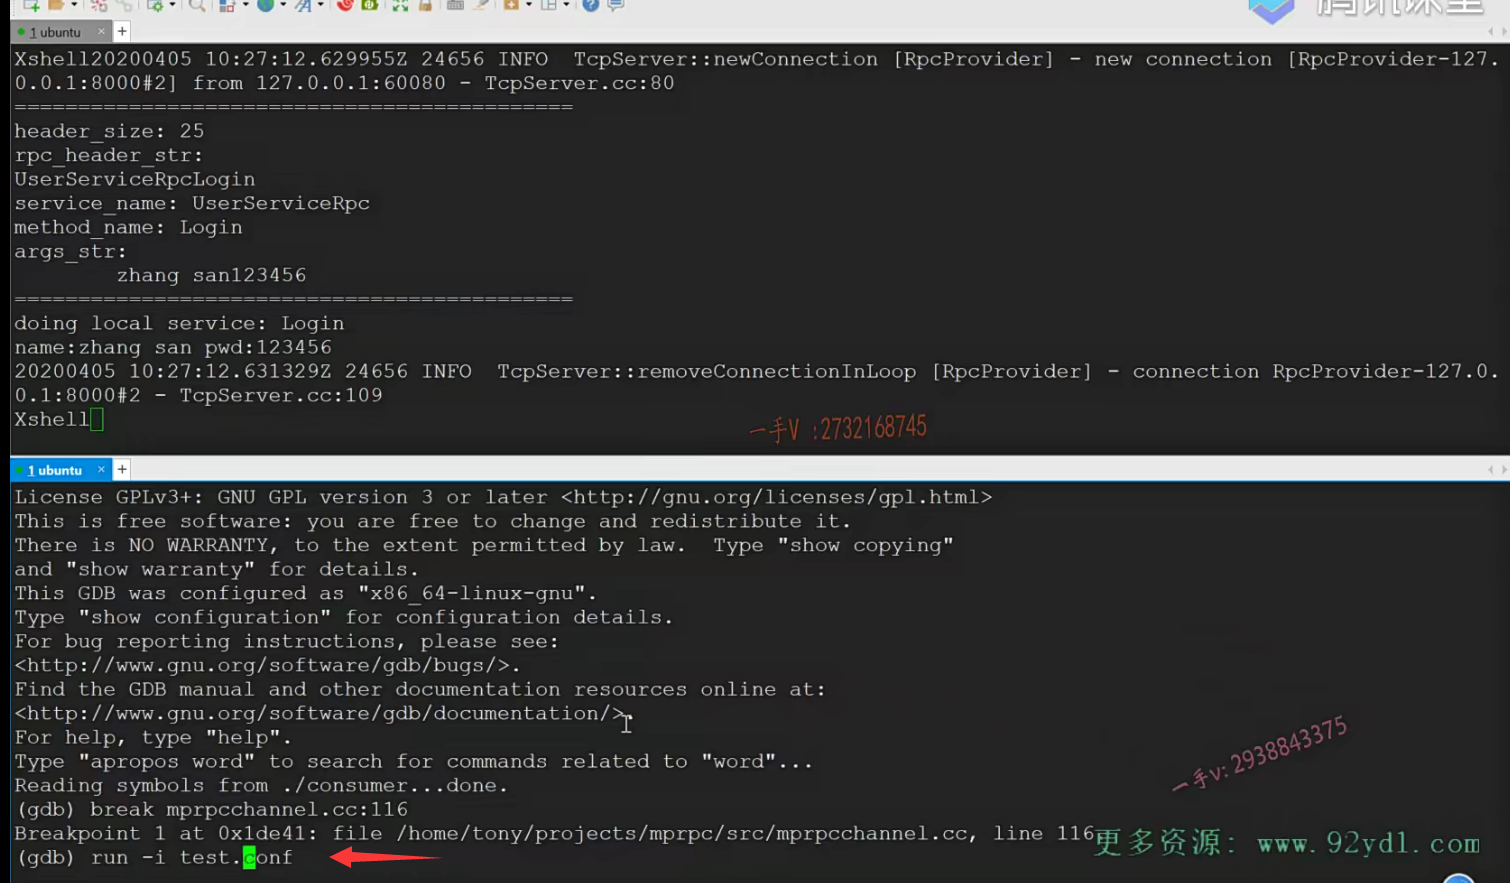 腾讯课堂
1 ubuntu × +
Xshell20200405 10:27:12.629955Z 24656 INFO  TcpServer::newConnection [RpcProvider] - new connection [RpcProvider-127.
0.0.1:8000#2] from 127.0.0.1:60080 - TcpServer.cc:80
============================================
header_size: 25
rpc_header_str:
UserServiceRpcLogin
service_name: UserServiceRpc
method_name: Login
args_str:
        zhang san123456
============================================
doing local service: Login
name:zhang san pwd:123456
20200405 10:27:12.631329Z 24656 INFO  TcpServer::removeConnectionInLoop [RpcProvider] - connection RpcProvider-127.0.
0.1:8000#2 - TcpServer.cc:109
Xshell
一手V :2732168745
1 ubuntu × +
License GPLv3+: GNU GPL version 3 or later <http://gnu.org/licenses/gpl.html>
This is free software: you are free to change and redistribute it.
There is NO WARRANTY, to the extent permitted by law.  Type "show copying"
and "show warranty" for details.
This GDB was configured as "x86_64-linux-gnu".
Type "show configuration" for configuration details.
For bug reporting instructions, please see:
<http://www.gnu.org/software/gdb/bugs/>.
Find the GDB manual and other documentation resources online at:
<http://www.gnu.org/software/gdb/documentation/>.
For help, type "help".
Type "apropos word" to search for commands related to "word"...
Reading symbols from ./consumer...done.
(gdb) break mprpcchannel.cc:116
Breakpoint 1 at 0x1de41: file /home/tony/projects/mprpc/src/mprpcchannel.cc, line 116.
(gdb) run -i test.conf
一手v: 2938843375
更多资源: www.92ydl.com